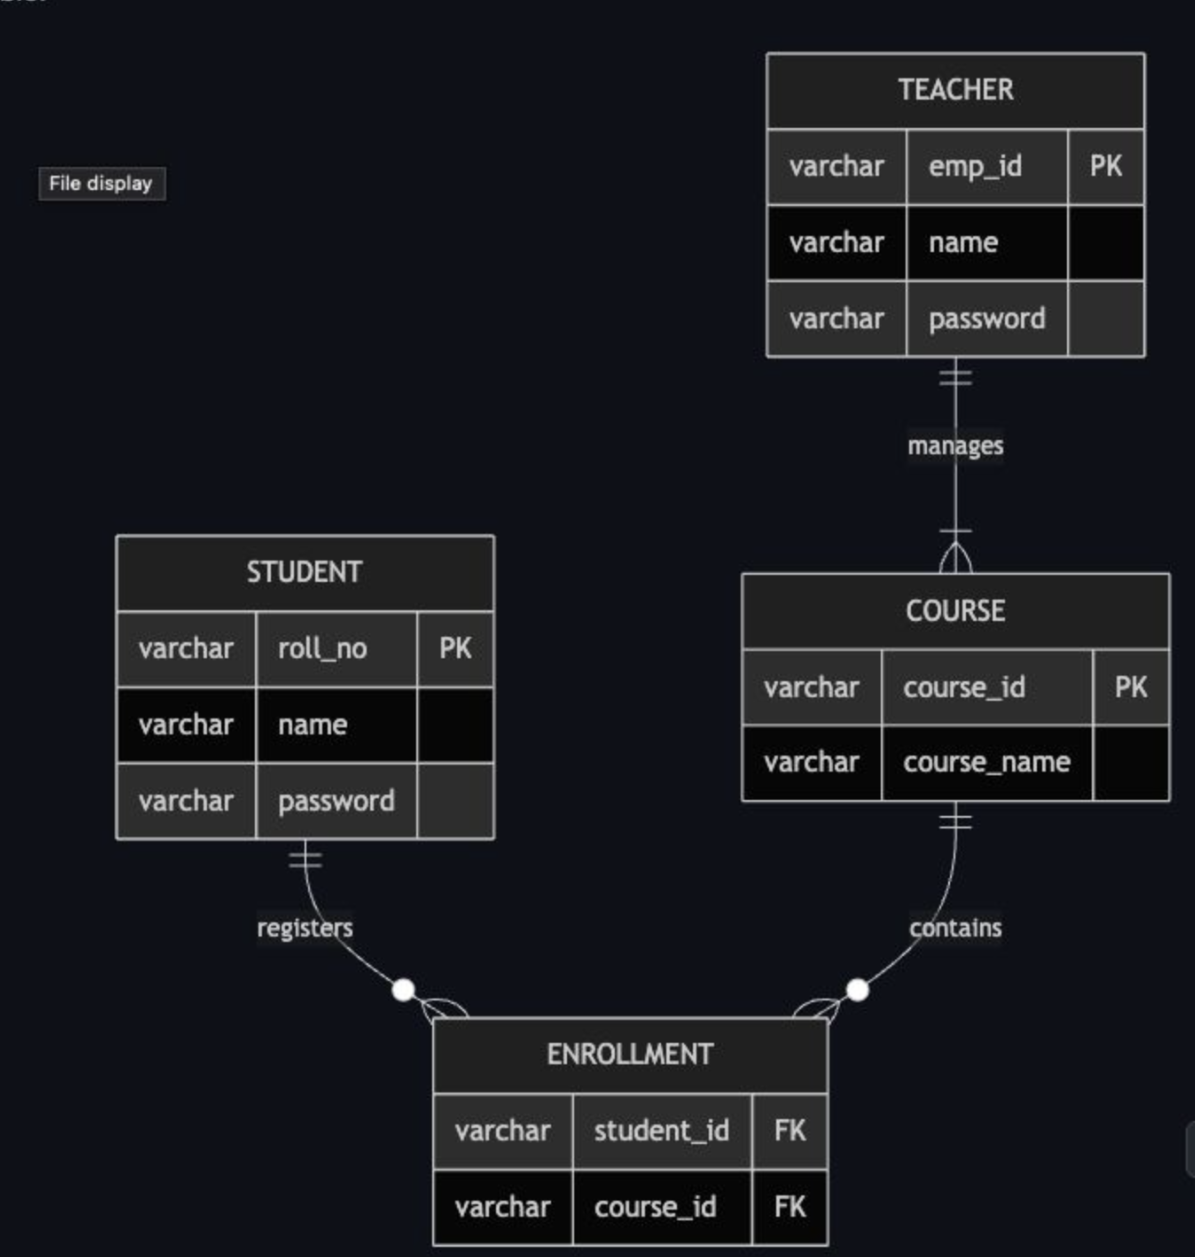 TEACHER
varchar emp_id PK
varchar name
varchar password
File display
manages
STUDENT
varchar roll_no PK
varchar name
varchar password
COURSE
varchar course_id PK
varchar course_name
registers
contains
ENROLLMENT
varchar student_id FK
varchar course_id FK